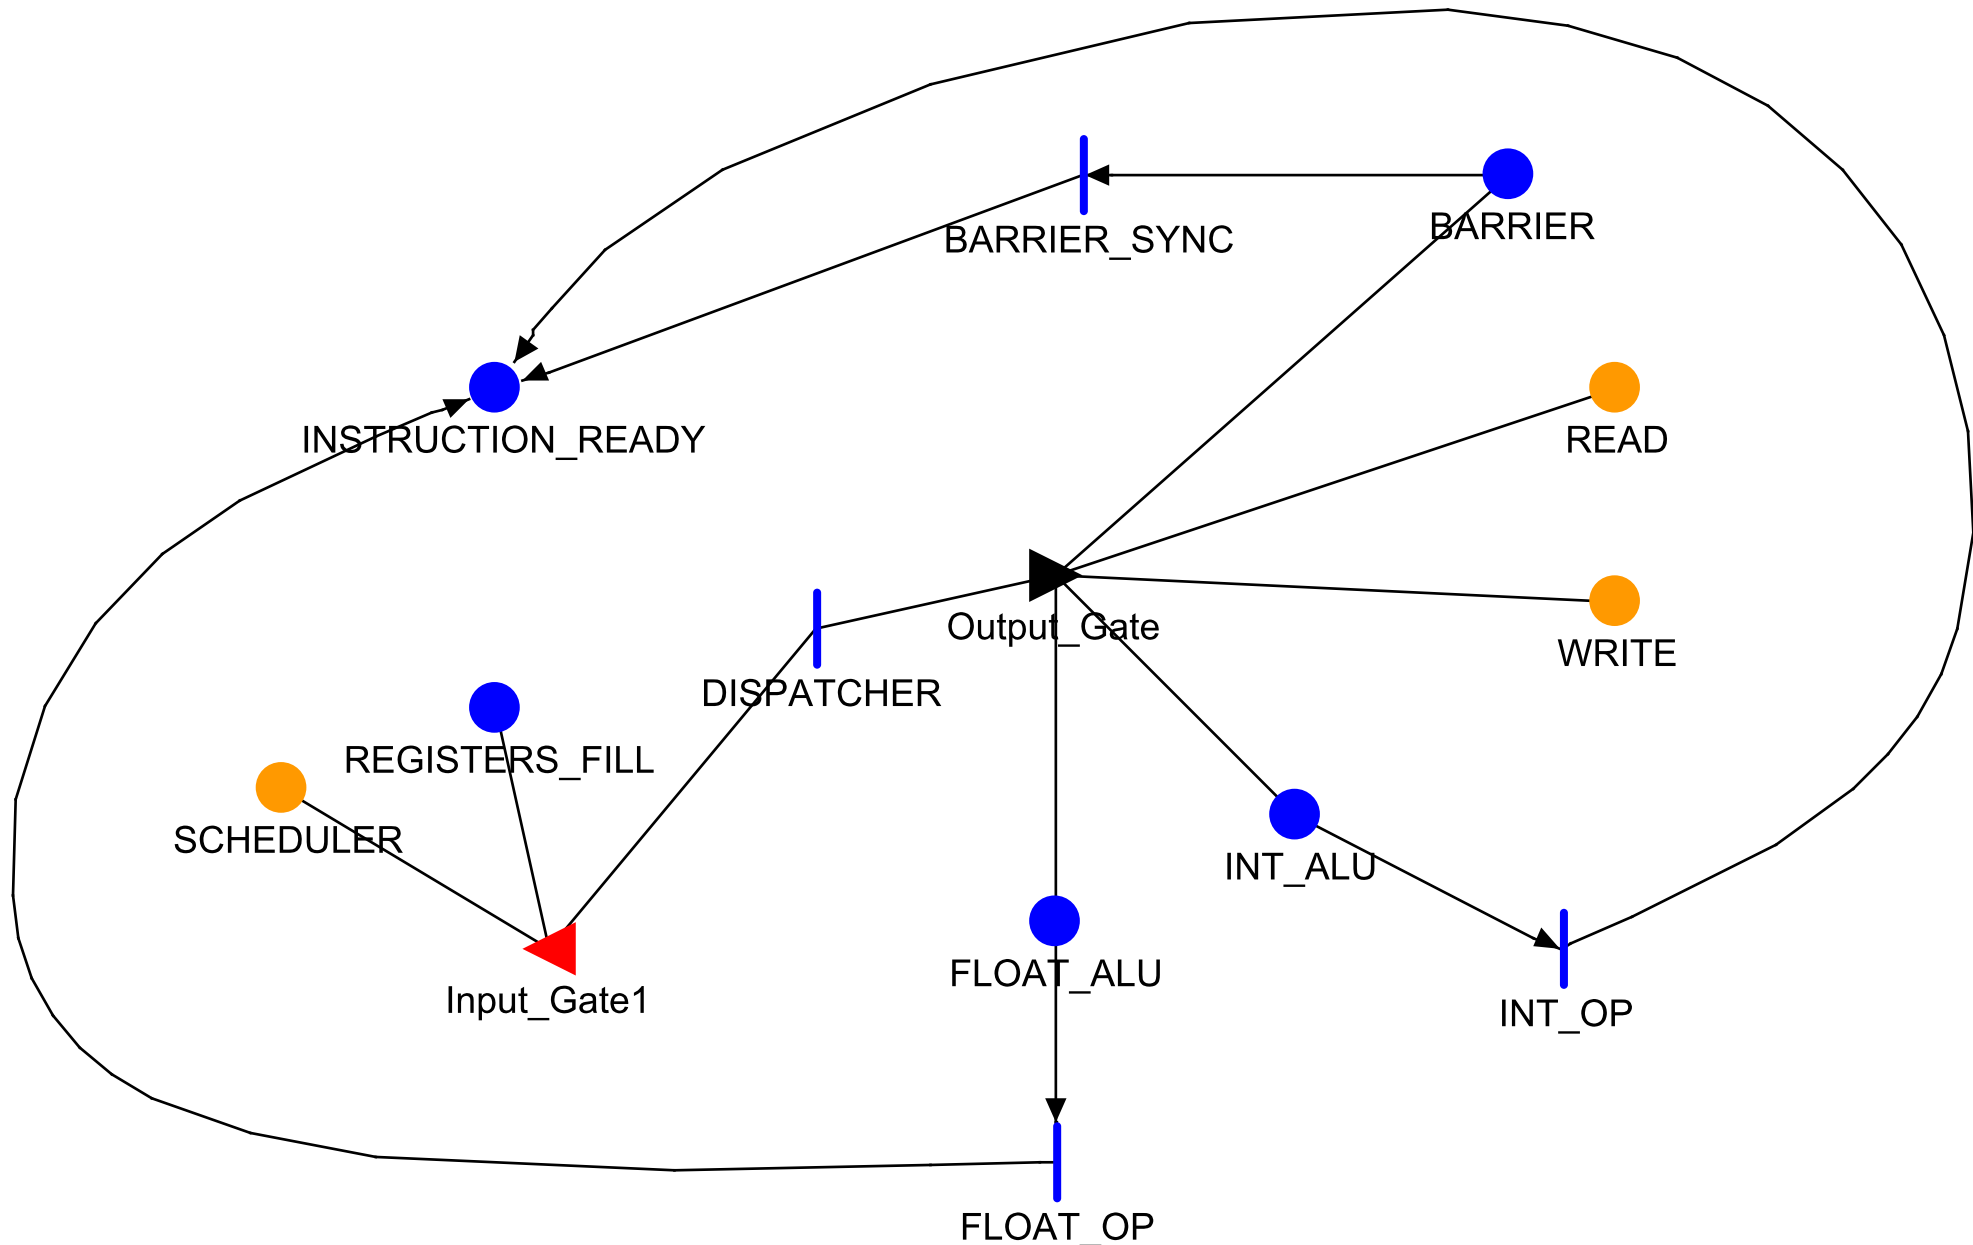 BARRIER_SYNC
BARRIER
INSTRUCTION_READY
READ
Output_Gate
WRITE
DISPATCHER
REGISTERS_FILL
SCHEDULER
INT_ALU
FLOAT_ALU
Input_Gate1
INT_OP
FLOAT_OP